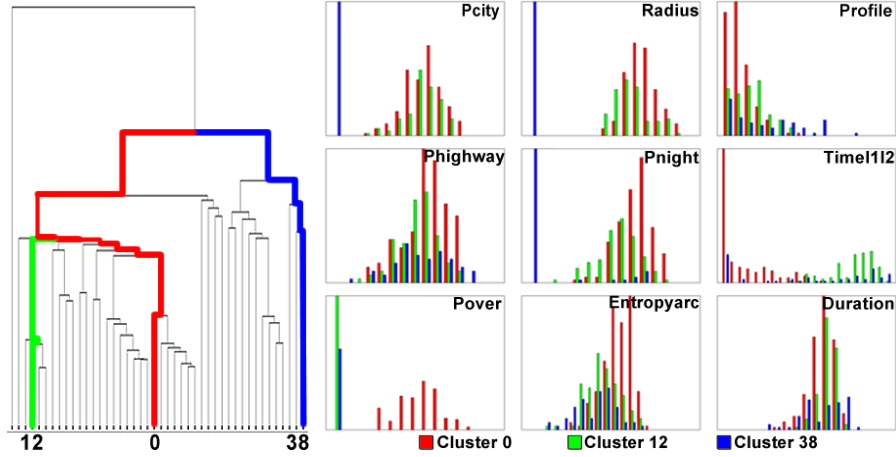 Pcity
Radius
Profile
Phighway
Pnight
Timel1l2
Pover
Entropyarc
Duration
12
0
38
Cluster 0
Cluster 12
Cluster 38